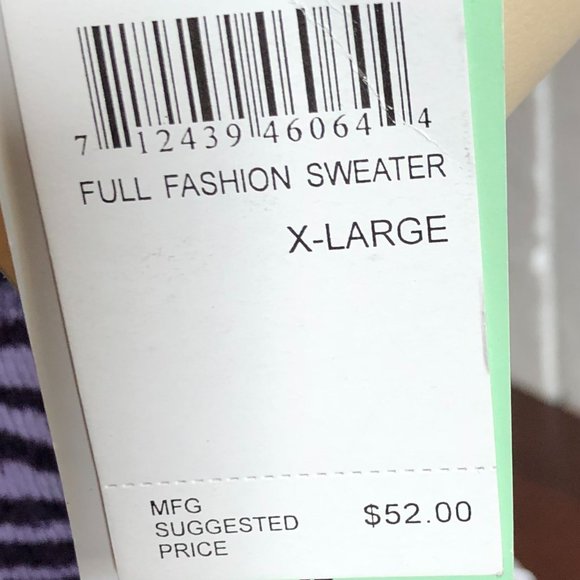 7 12439 46064 4
FULL FASHION SWEATER
X-LARGE
MFG
SUGGESTED
PRICE
$52.00